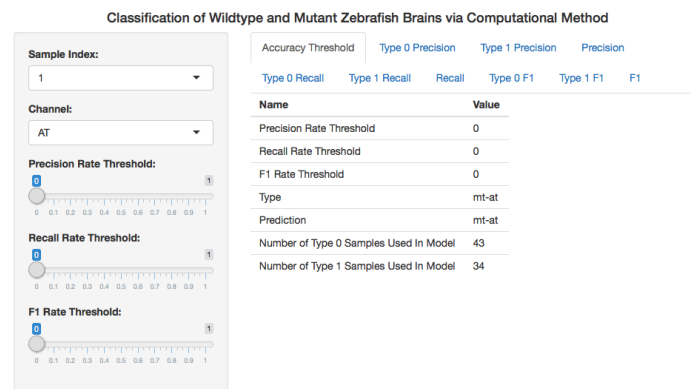 Classification of Wildtype and Mutant Zebrafish Brains via Computational Method
Sample Index:
1
Channel:
AT
Precision Rate Threshold:
0 1
0 0.1 0.2 0.3 0.4 0.5 0.6 0.7 0.8 0.9 1
Recall Rate Threshold:
0 1
0 0.1 0.2 0.3 0.4 0.5 0.6 0.7 0.8 0.9 1
F1 Rate Threshold:
0 1
0 0.1 0.2 0.3 0.4 0.5 0.6 0.7 0.8 0.9 1
Accuracy Threshold Type 0 Precision Type 1 Precision Precision
Type 0 Recall Type 1 Recall Recall Type 0 F1 Type 1 F1 F1
Name Value
Precision Rate Threshold 0
Recall Rate Threshold 0
F1 Rate Threshold 0
Type mt-at
Prediction mt-at
Number of Type 0 Samples Used In Model 43
Number of Type 1 Samples Used In Model 34